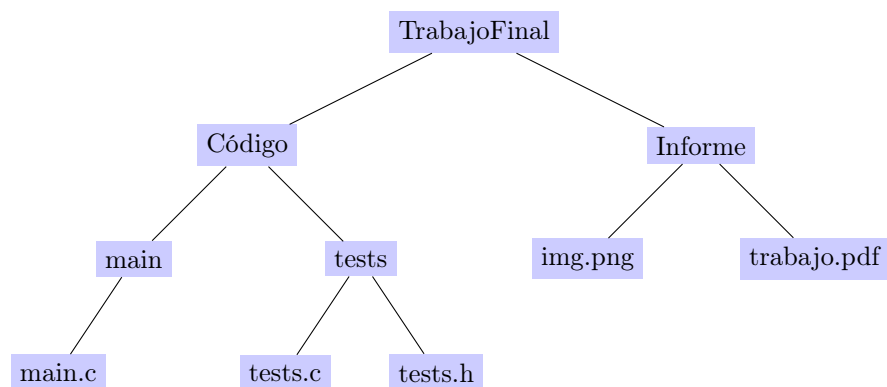 TrabajoFinal
Código
Informe
main
tests
img.png
trabajo.pdf
main.c
tests.c
tests.h